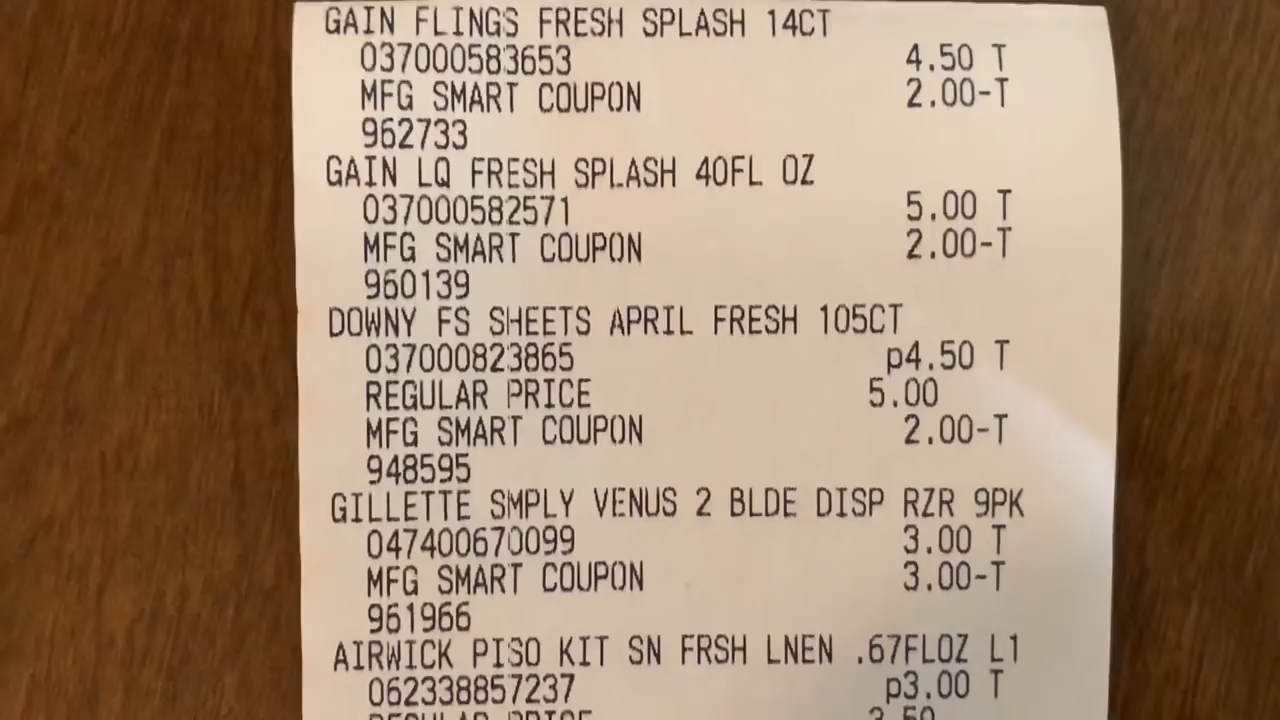 GAIN FLINGS FRESH SPLASH 14CT
037000583653 4.50 T
MFG SMART COUPON 2.00-T
962733
GAIN LQ FRESH SPLASH 40FL OZ
037000582571 5.00 T
MFG SMART COUPON 2.00-T
960139
DOWNY FS SHEETS APRIL FRESH 105CT
037000823865 p4.50 T
REGULAR PRICE 5.00
MFG SMART COUPON 2.00-T
948595
GILLETTE SMPLY VENUS 2 BLDE DISP RZR 9PK
047400670099 3.00 T
MFG SMART COUPON 3.00-T
961966
AIRWICK PISO KIT SN FRSH LNEN .67FLOZ L1
062338857237 p3.00 T
REGULAR PRICE 3.50